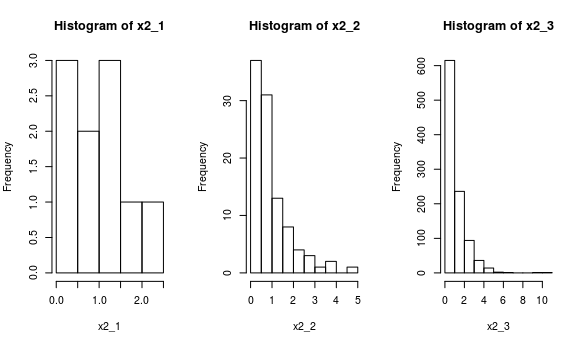 Histogram of x2_1
Frequency
0.0 0.5 1.0 1.5 2.0 2.5 3.0
0.0 1.0 2.0
x2_1
Histogram of x2_2
Frequency
0 10 20 30
0 1 2 3 4 5
x2_2
Histogram of x2_3
Frequency
0 100 200 300 400 500 600
0 2 4 6 8 10
x2_3